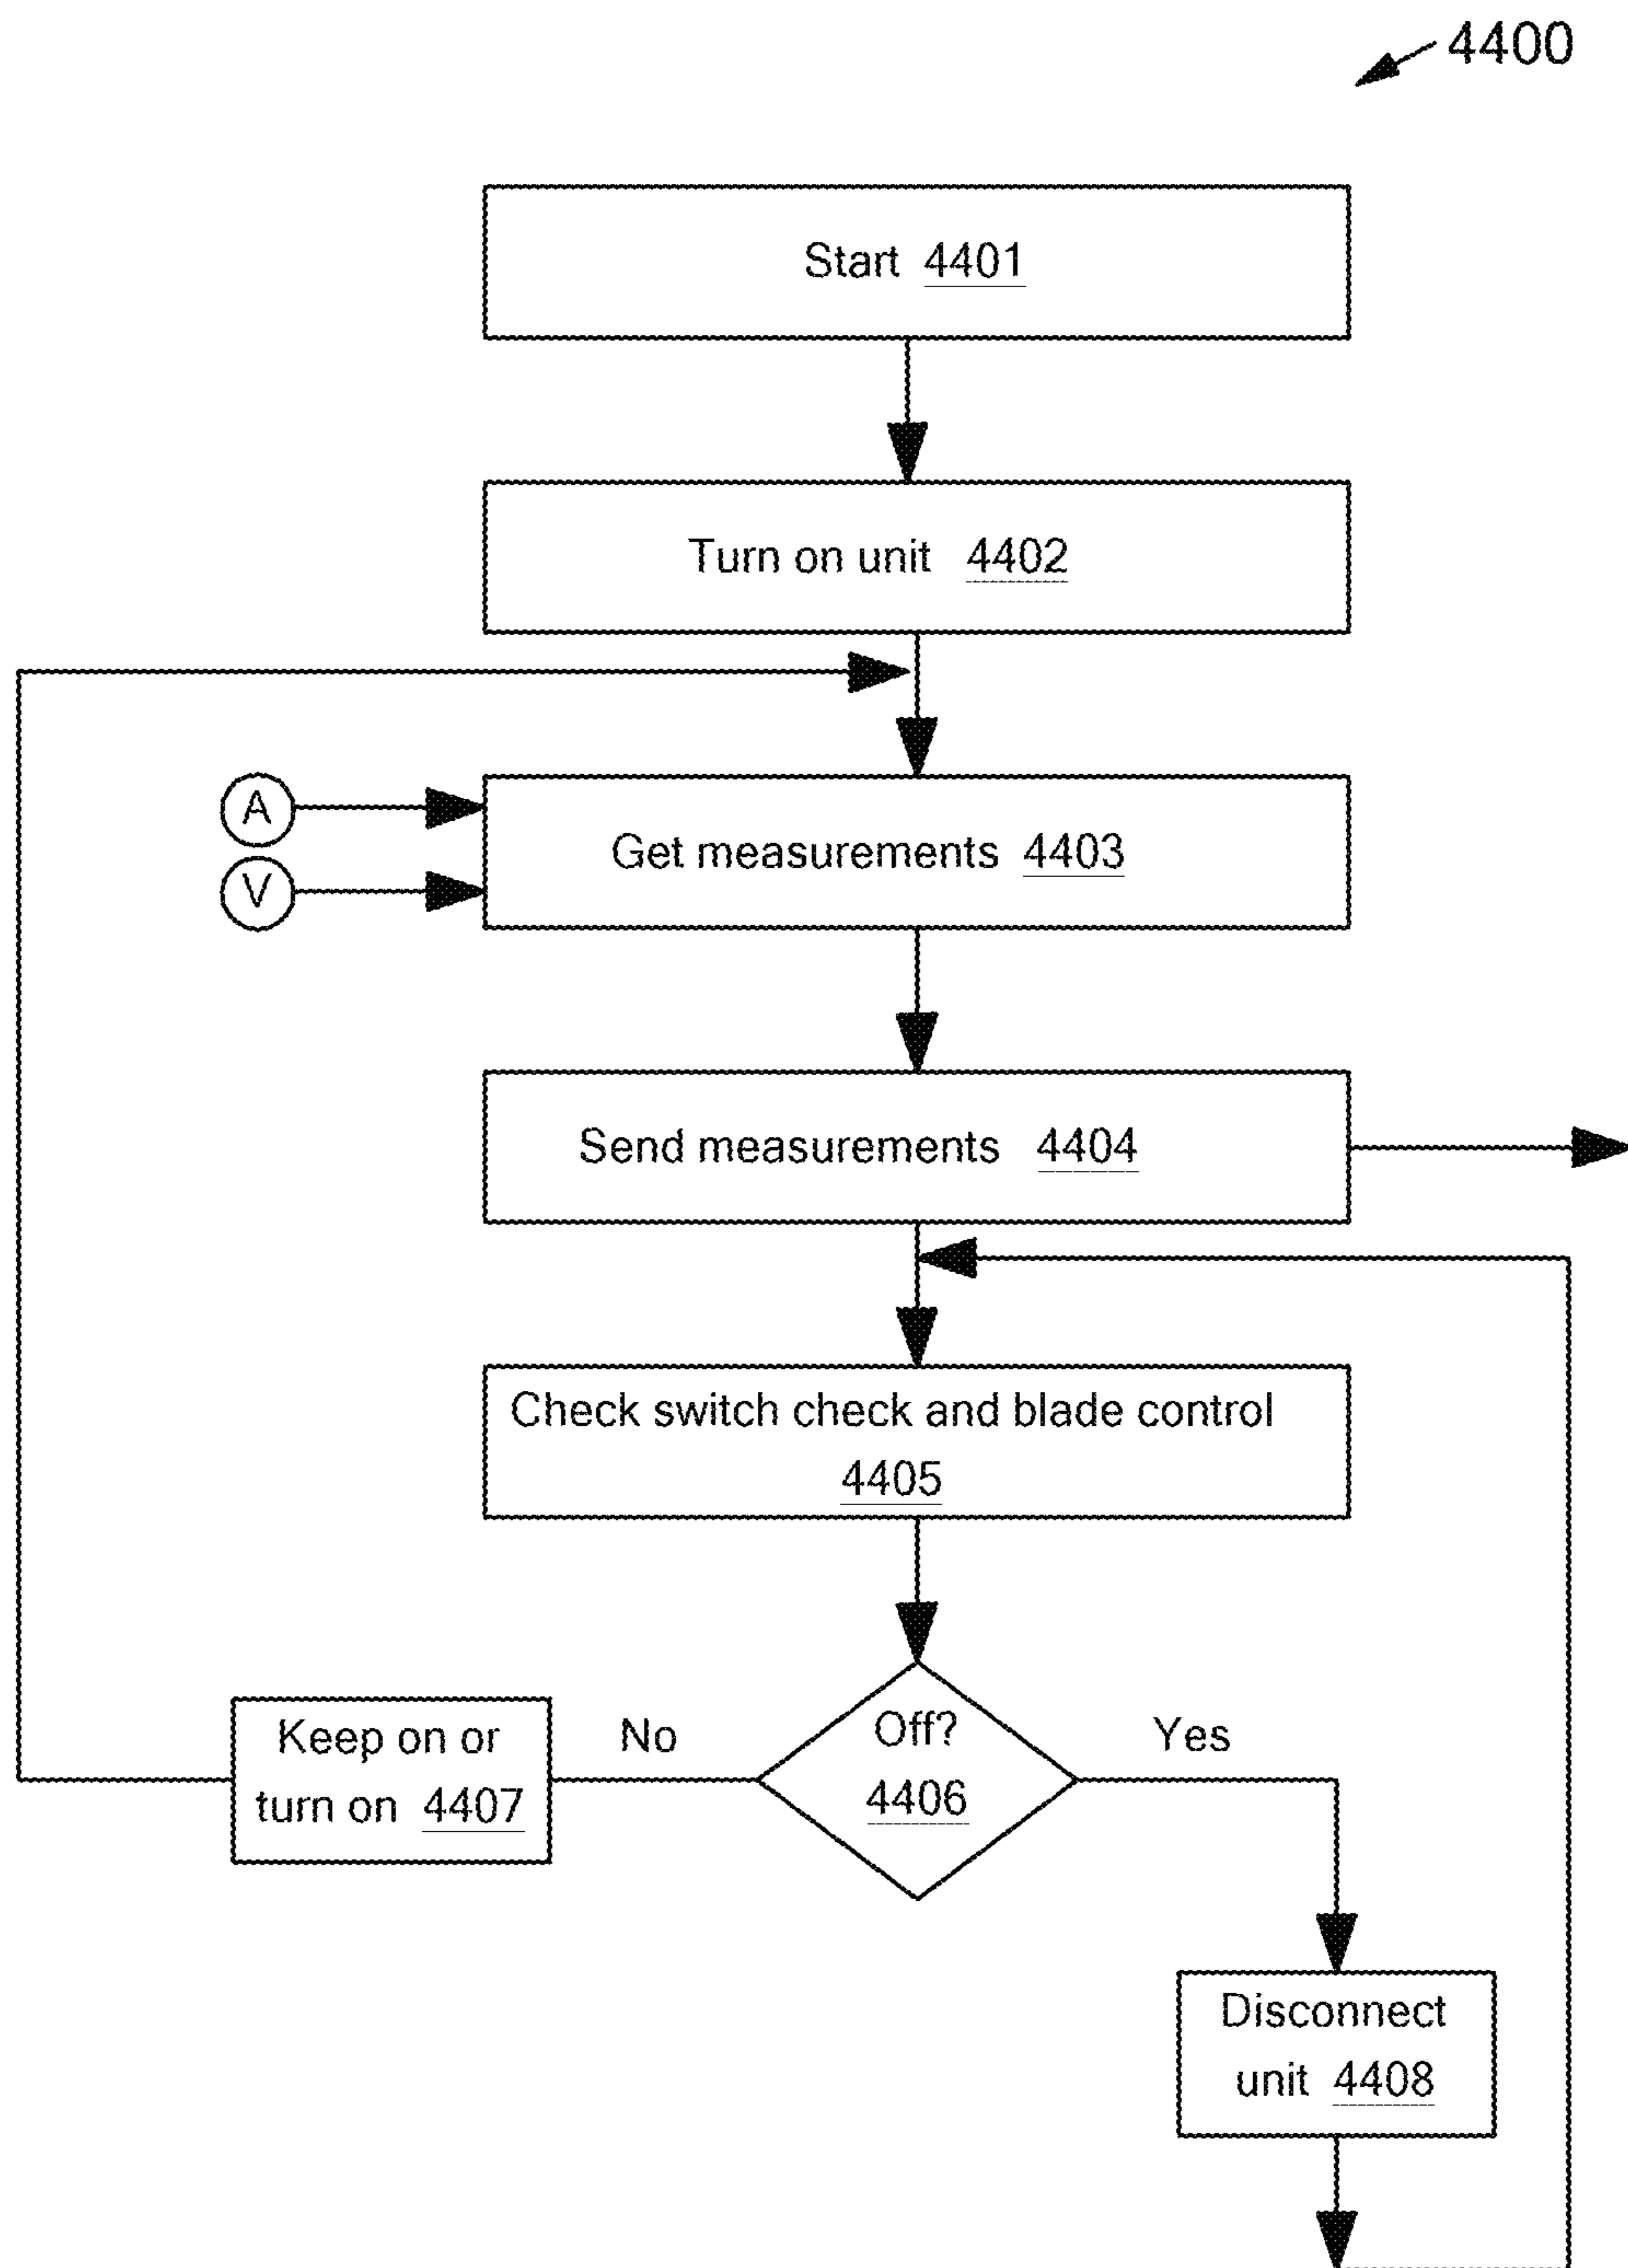 4400
Start 4401
Turn on unit 4402
A
Get measurements 4403
V
Send measurements 4404
Check switch check and blade control
4405
Off?
4406
No
Yes
Keep on or
turn on 4407
Disconnect
unit 4408